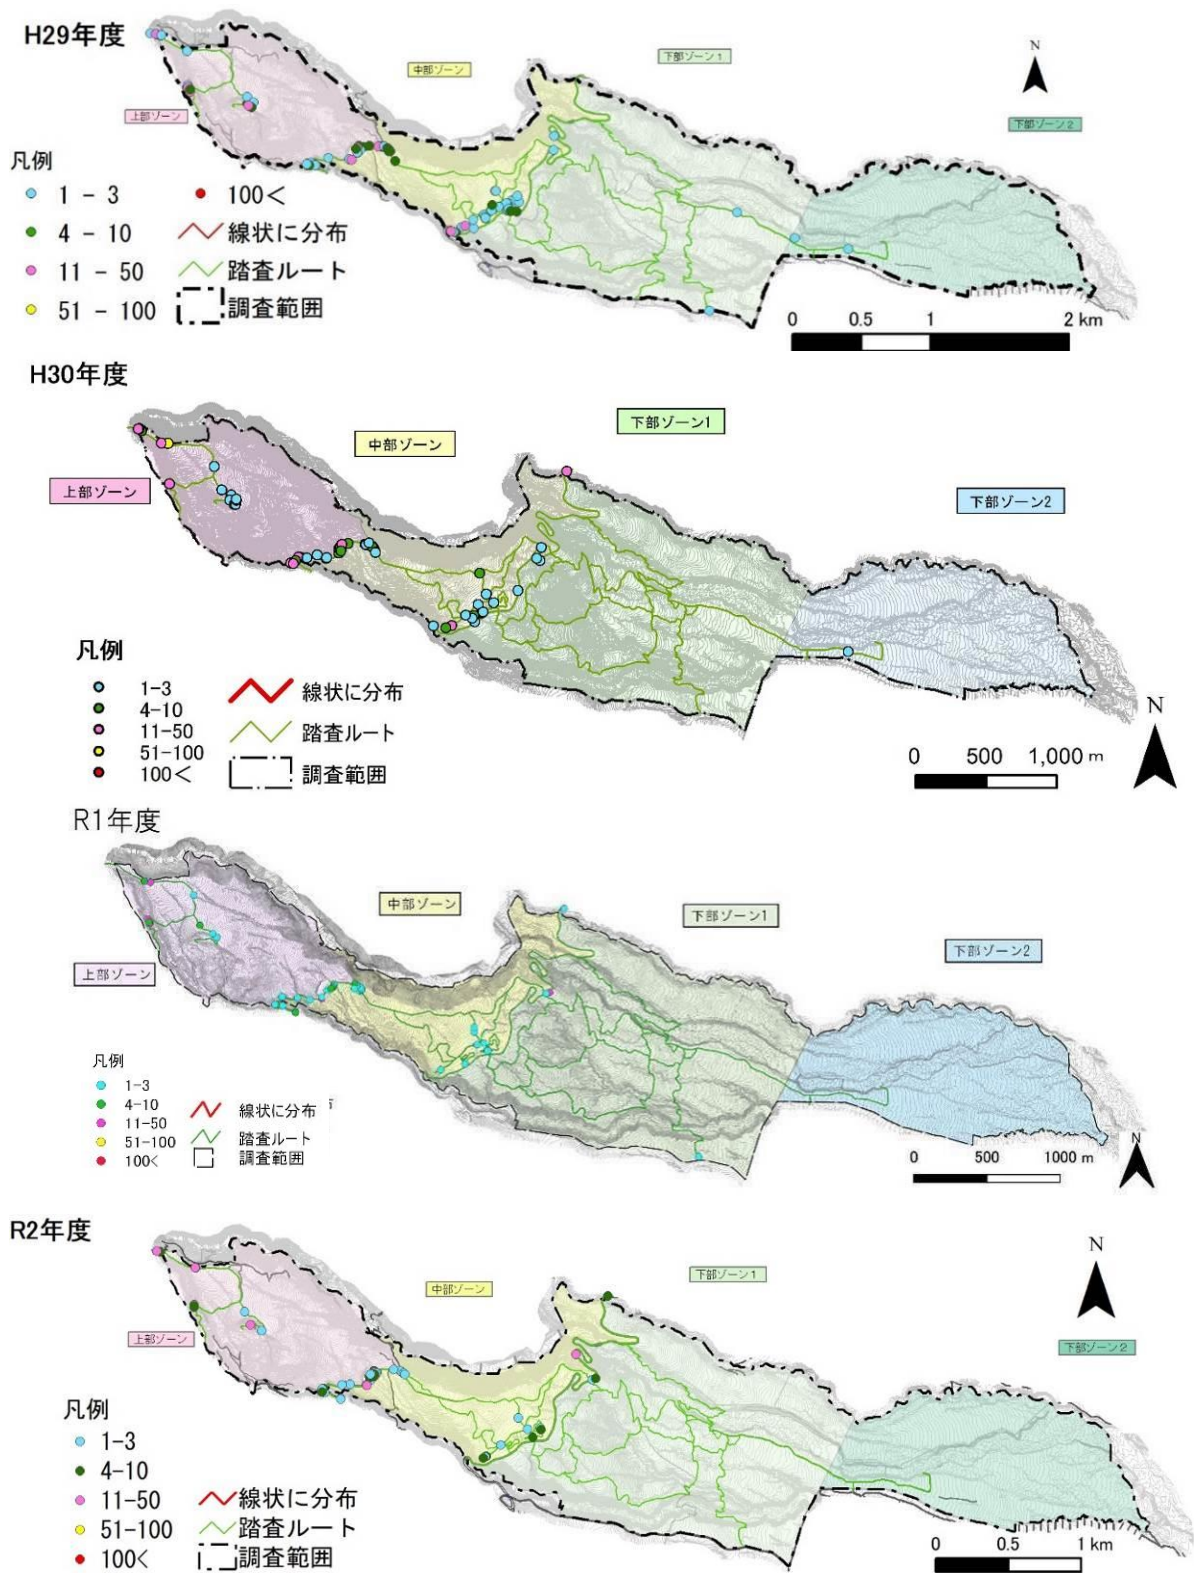 H29年度
中部ゾーン
下部ゾーン1
N
上部ゾーン
下部ゾーン2
凡例
1 - 3
100<
4 - 10
線状に分布
11 - 50
踏査ルート
51 - 100
調査範囲
0 0.5 1 2 km
H30年度
下部ゾーン1
中部ゾーン
上部ゾーン
下部ゾーン2
凡例
1-3
線状に分布
4-10
11-50
踏査ルート
51-100
100<
調査範囲
N
0 500 1,000 m
R1年度
中部ゾーン
下部ゾーン1
下部ゾーン2
上部ゾーン
凡例
1-3
4-10
線状に分布
11-50
51-100
踏査ルート
100<
調査範囲
N
0 500 1000 m
R2年度
N
中部ゾーン
下部ゾーン1
上部ゾーン
下部ゾーン2
凡例
1-3
4-10
11-50
線状に分布
51-100
踏査ルート
100<
調査範囲
0 0.5 1 km